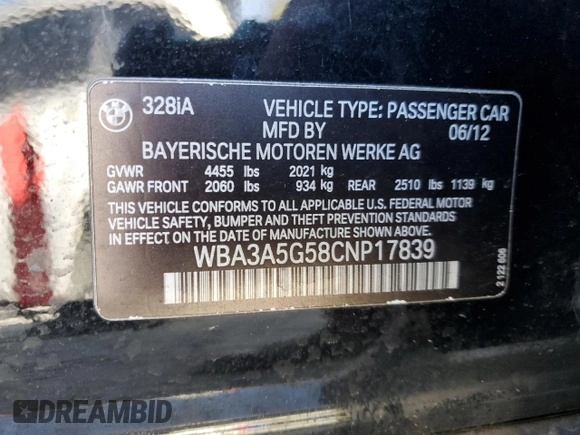 328iA VEHICLE TYPE: PASSENGER CAR
MFD BY 06/12
BAYERISCHE MOTOREN WERKE AG
GVWR 4455 lbs 2021 kg
GAWR FRONT 2060 lbs 934 kg REAR 2510 lbs 1139 kg
THIS VEHICLE CONFORMS TO ALL APPLICABLE U.S. FEDERAL MOTOR
VEHICLE SAFETY, BUMPER AND THEFT PREVENTION STANDARDS
IN EFFECT ON THE DATE OF MANUFACTURE SHOWN ABOVE.
WBA3A5G58CNP17839
2 122 608
DREAMBID